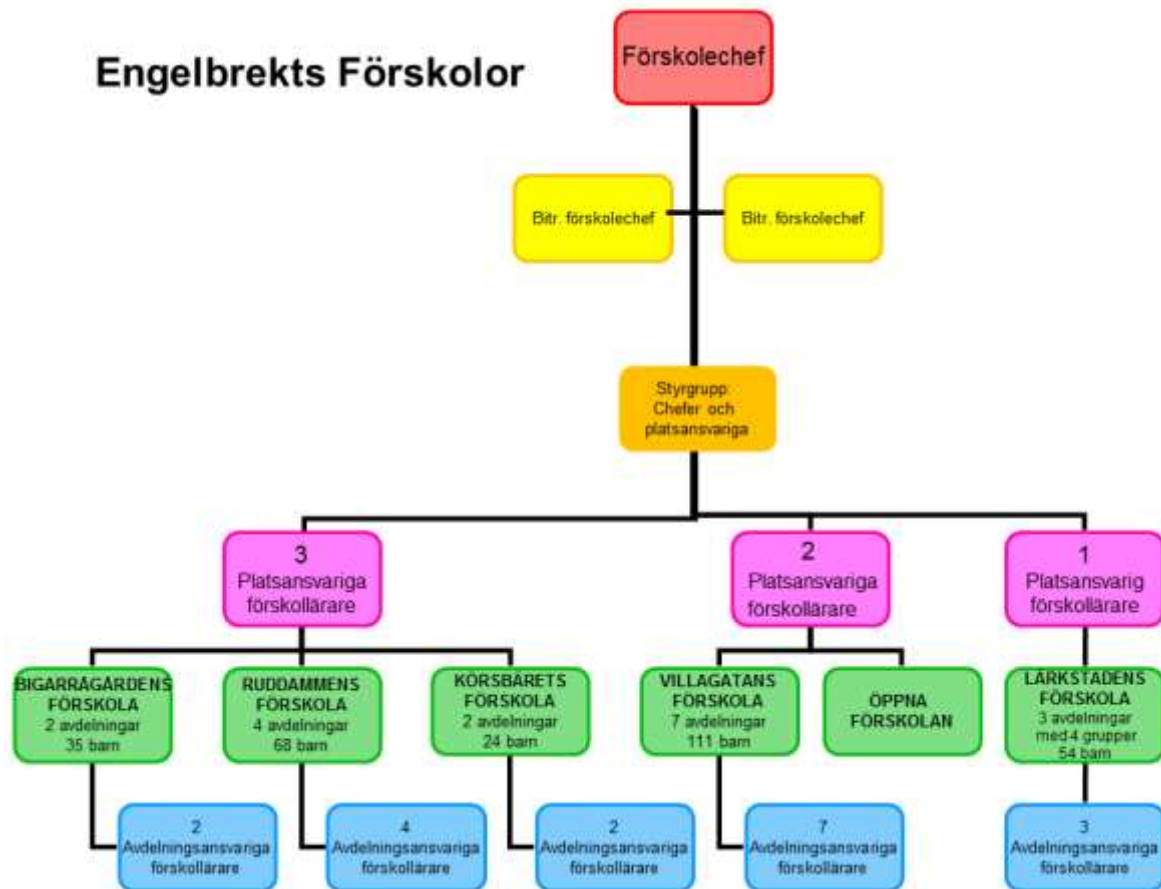 Engelbrekts Förskolor
Förskolechef
Bitr. förskolechef
Bitr. förskolechef
Styrgrupp:
Chefer och
platsansvariga
3
Platsansvariga
förskollärare
2
Platsansvariga
förskollärare
1
Platsansvarig
förskollärare
BIGARRÅGÅRDENS
FÖRSKOLA
2 avdelningar
35 barn
RUDDAMMENS
FÖRSKOLA
4 avdelningar
68 barn
KÖRSBÄRETS
FÖRSKOLA
2 avdelningar
24 barn
VILLAGATANS
FÖRSKOLA
7 avdelningar
111 barn
ÖPPNA
FÖRSKOLAN
LÄRKSTADENS
FÖRSKOLA
3 avdelningar
med 4 grupper
54 barn
2
Avdelningsansvariga
förskollärare
4
Avdelningsansvariga
förskollärare
2
Avdelningsansvariga
förskollärare
7
Avdelningsansvariga
förskollärare
3
Avdelningsansvariga
förskollärare